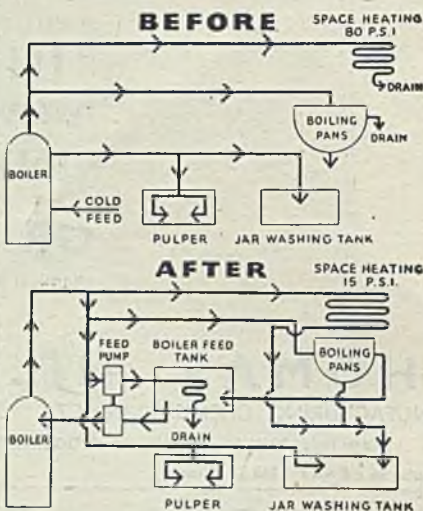 BEFORE
SPACE HEATING
80 P.S.I
DRAIN
BOILING
PANS
DRAIN
BOILER
COLD
FEED
PULPER
JAR WASHING TANK
AFTER
SPACE HEATING
15 P.S.I.
FEED
PUMP
BOILER FEED
TANK
BOILING
PANS
BOILER
DRAIN
PULPER
JAR WASHING TANK